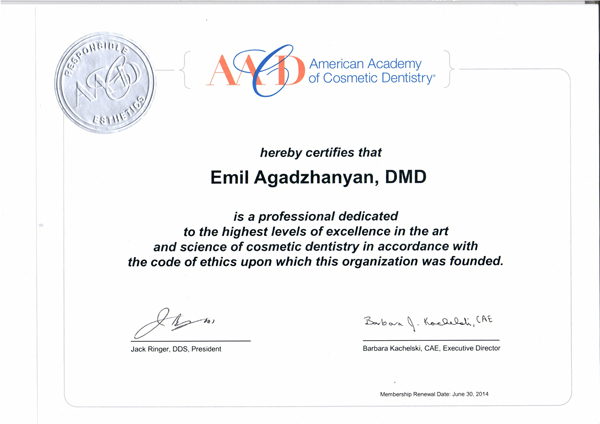 RESPONSIBLE
AACD
ESTHETICS
AACD
American Academy
of Cosmetic Dentistry®
hereby certifies that
Emil Agadzhanyan, DMD
is a professional dedicated
to the highest levels of excellence in the art
and science of cosmetic dentistry in accordance with
the code of ethics upon which this organization was founded.
Barbara J. Kachelski, CAE
Jack Ringer, DDS, President
Barbara Kachelski, CAE, Executive Director
Membership Renewal Date: June 30, 2014